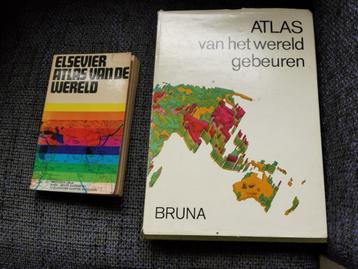 ELSEVIER
ATLAS VAN DE
WERELD
ATLAS
van het wereld
gebeuren
BRUNA